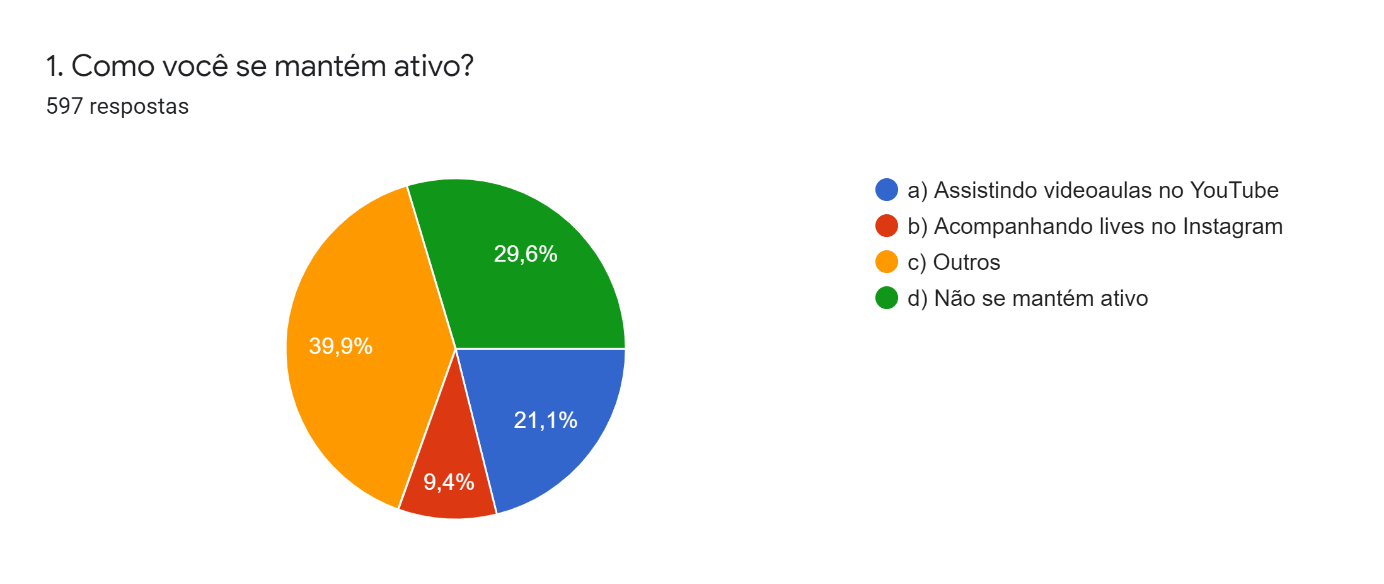 1. Como você se mantém ativo?
597 respostas
a) Assistindo videoaulas no YouTube
b) Acompanhando lives no Instagram
c) Outros
d) Não se mantém ativo
29,6%
39,9%
21,1%
9,4%